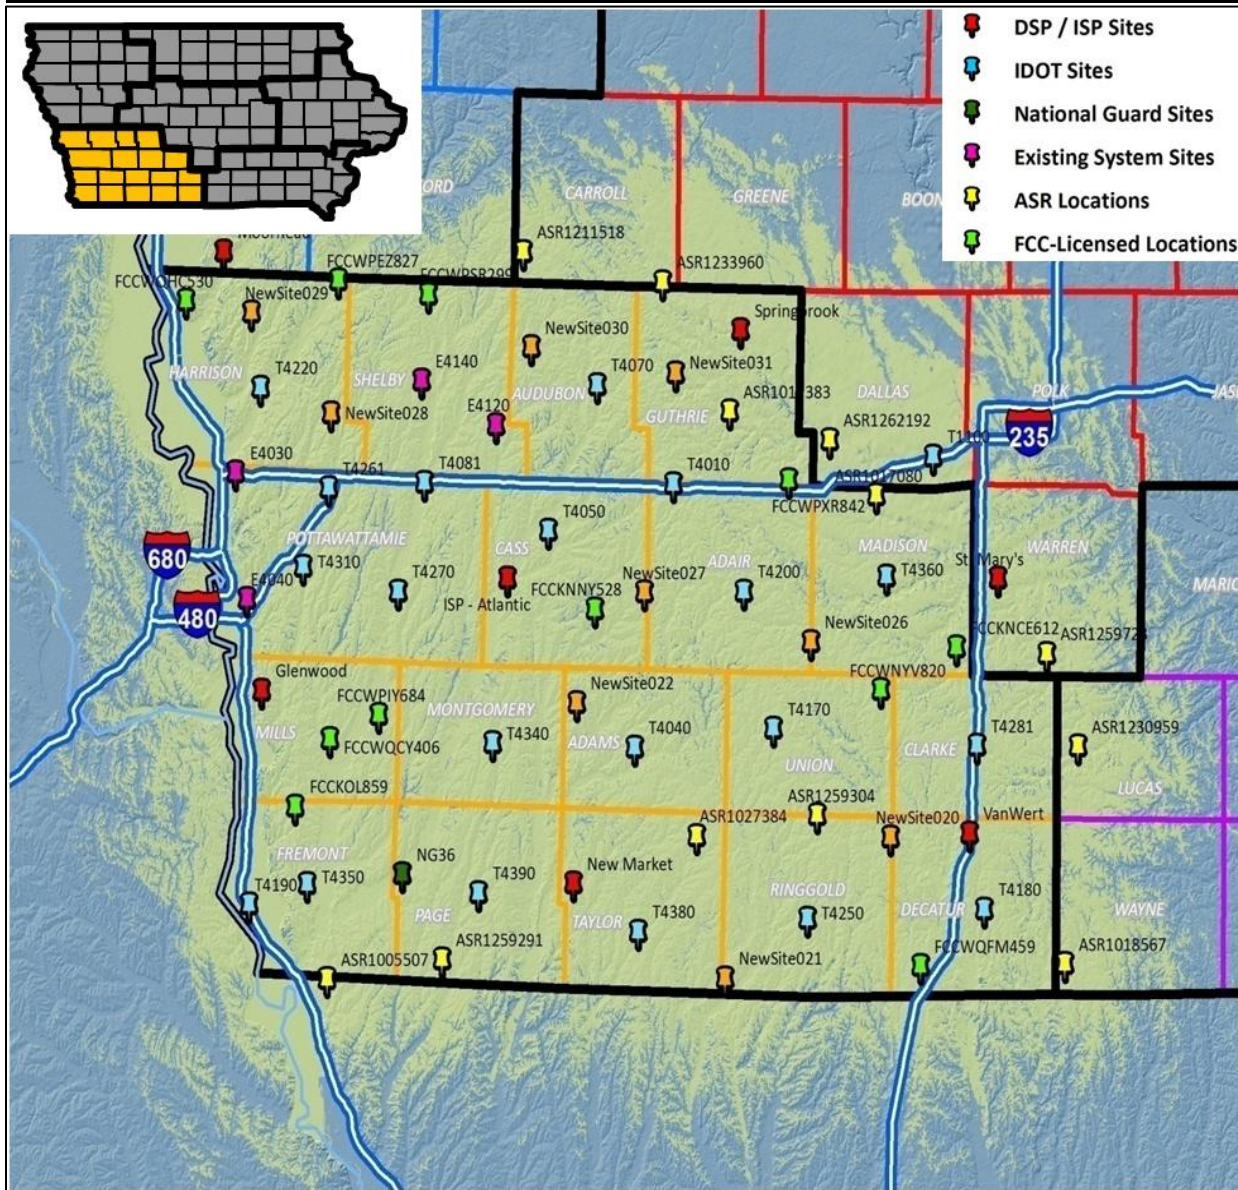 DSP / ISP Sites
IDOT Sites
National Guard Sites
Existing System Sites
ASR Locations
FCC-Licensed Locations
CARROLL
GREENE
Moorhead
FCCWPEZ827
ASR1211518
ASR1233960
NewSite029
NewSite030
Springbrook
T4220
HARRISON
SHELBY
E4140
T4070
NewSite031
AUDUBON
DALLAS
POLK
NewSite028
E4120
GUTHRIE
ASR1262192
T1100
235
E4030
T4261
T4081
T4010
ASR1017080
FCCWPXR842
T4050
POTTAWATTAMIE
CASS
ADAIR
MADISON
WARREN
680
T4310
T4270
ISP - Atlantic
FCCKNNY528
NewSite027
T4200
T4360
St. Mary's
E4040
480
NewSite026
FCCKNCE612
Glenwood
FCCWPIY684
NewSite022
FCCWNYV820
MONTGOMERY
MILLS
FCCWQCY406
T4340
ADAMS
T4040
T4170
UNION
CLARKE
T4281
ASR1230959
LUCAS
FCCKOL859
ASR1027384
ASR1259304
NewSite020
VanWert
FREMONT
NG36
T4350
T4390
New Market
T4190
PAGE
TAYLOR
T4380
RINGGOLD
T4250
DECATUR
T4180
WAYNE
ASR1005507
ASR1259291
NewSite021
FCCWQFM459
ASR1018567